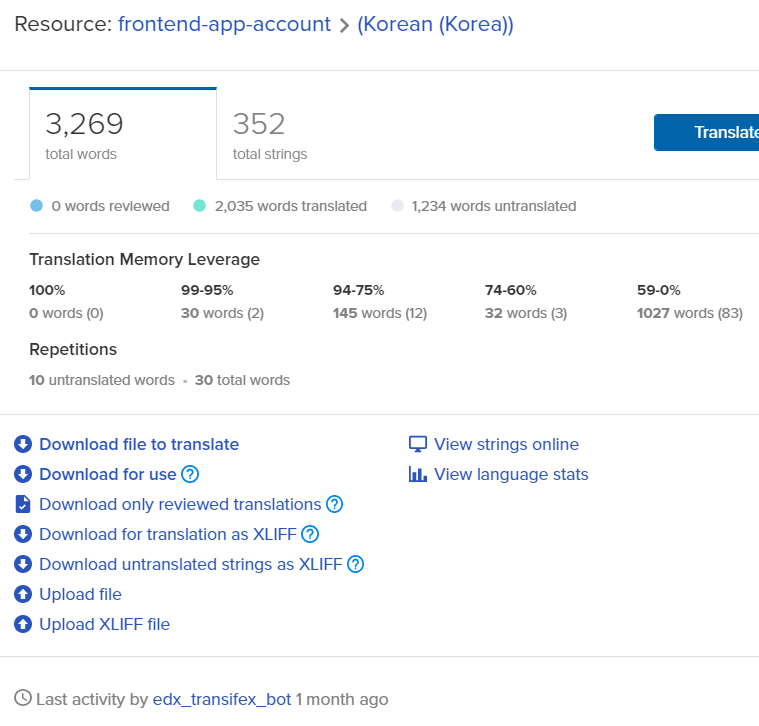 Resource: frontend-app-account > (Korean (Korea))
3,269
total words
352
total strings
Translate
0 words reviewed
2,035 words translated
1,234 words untranslated
Translation Memory Leverage
100% 99-95% 94-75% 74-60% 59-0%
0 words (0) 30 words (2) 145 words (12) 32 words (3) 1027 words (83)
Repetitions
10 untranslated words • 30 total words
Download file to translate
Download for use ?
Download only reviewed translations ?
Download for translation as XLIFF ?
Download untranslated strings as XLIFF ?
Upload file
Upload XLIFF file
View strings online
View language stats
Last activity by edx_transifex_bot 1 month ago